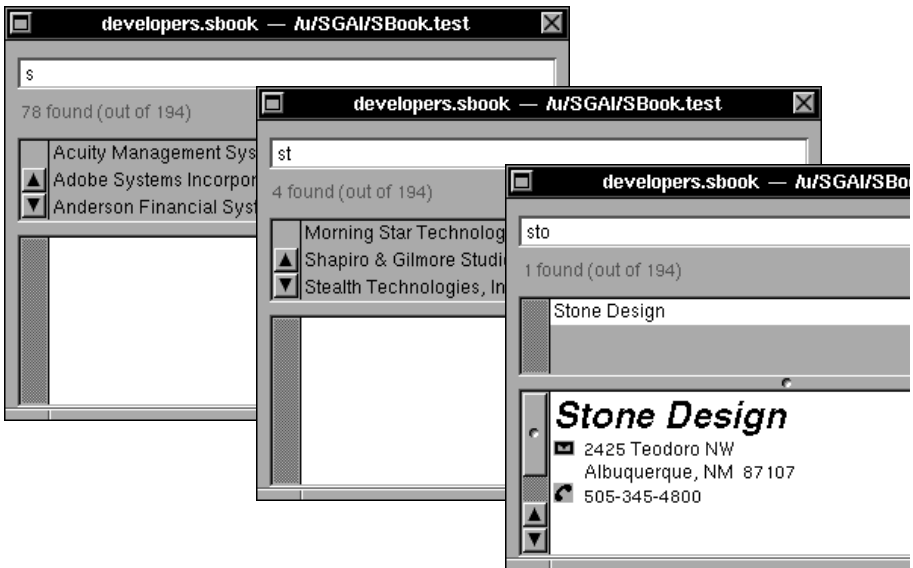 developers.sbook — /u/SGAI/SBook.test
s
78 found (out of 194)
Acuity Management Sys
Adobe Systems Incorpor
Anderson Financial Syst
developers.sbook — /u/SGAI/SBook.test
st
4 found (out of 194)
Morning Star Technolog
Shapiro & Gilmore Studi
Stealth Technologies, In
developers.sbook — /u/SGAI/SBo
sto
1 found (out of 194)
Stone Design
Stone Design
2425 Teodoro NW
Albuquerque, NM 87107
505-345-4800